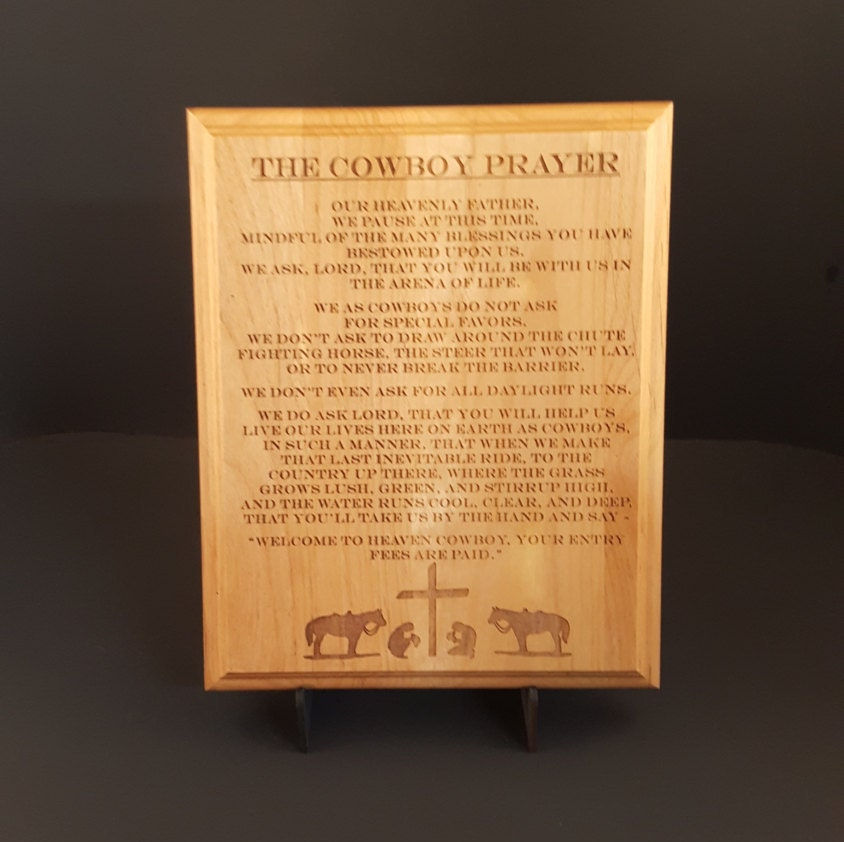 THE COWBOY PRAYER
OUR HEAVENLY FATHER,
WE PAUSE AT THIS TIME,
MINDFUL OF THE MANY BLESSINGS YOU HAVE
BESTOWED UPON US.
WE ASK, LORD, THAT YOU WILL BE WITH US IN
THE ARENA OF LIFE.
WE AS COWBOYS DO NOT ASK
FOR SPECIAL FAVORS,
WE DON'T ASK TO DRAW AROUND THE CHUTE
FIGHTING HORSE, THE STEER THAT WON'T LAY,
OR TO NEVER BREAK THE BARRIER.
WE DON'T EVEN ASK FOR ALL DAYLIGHT RUNS.
WE DO ASK LORD, THAT YOU WILL HELP US
LIVE OUR LIVES HERE ON EARTH AS COWBOYS,
IN SUCH A MANNER, THAT WHEN WE MAKE
THAT LAST INEVITABLE RIDE, TO THE
COUNTRY UP THERE, WHERE THE GRASS
GROWS LUSH, GREEN, AND STIRRUP HIGH,
AND THE WATER RUNS COOL, CLEAR, AND DEEP,
THAT YOU'LL TAKE US BY THE HAND AND SAY -
"WELCOME TO HEAVEN COWBOY, YOUR ENTRY
FEES ARE PAID."